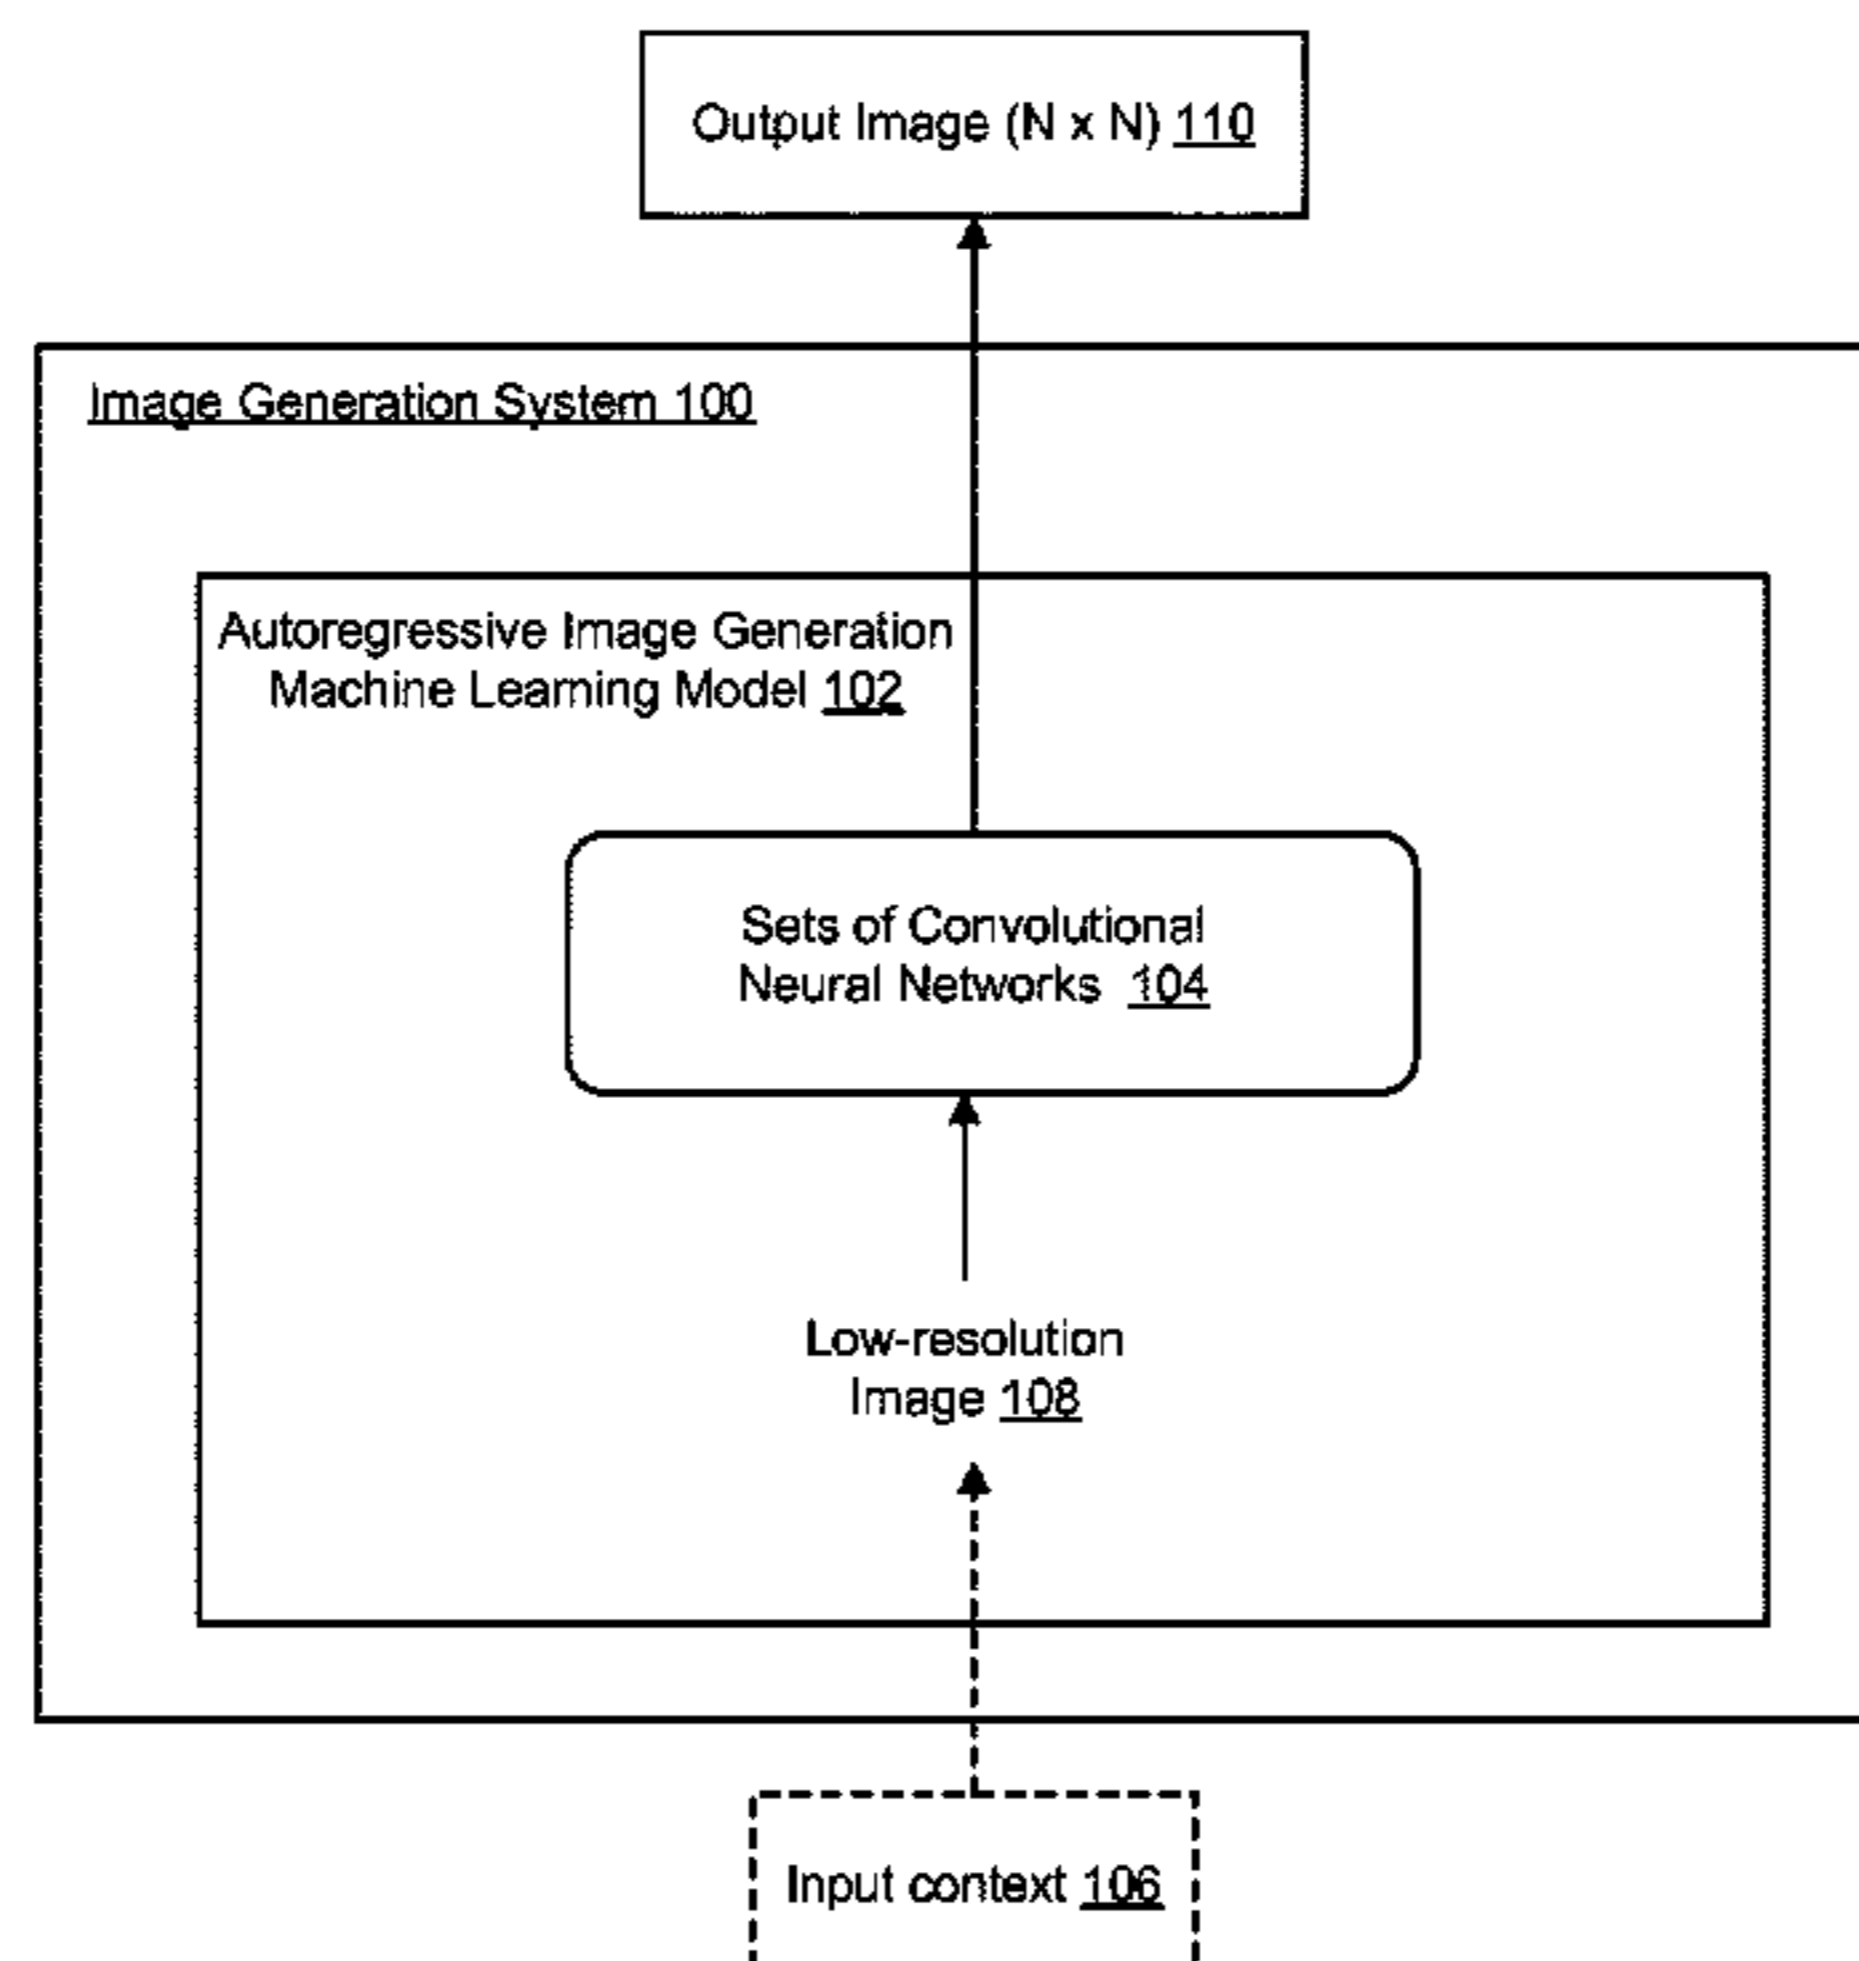 Output Image (N x N) 110
Image Generation System 100
Autoregressive Image Generation
Machine Learning Model 102
Sets of Convolutional
Neural Networks 104
Low-resolution
Image 108
Input context 106